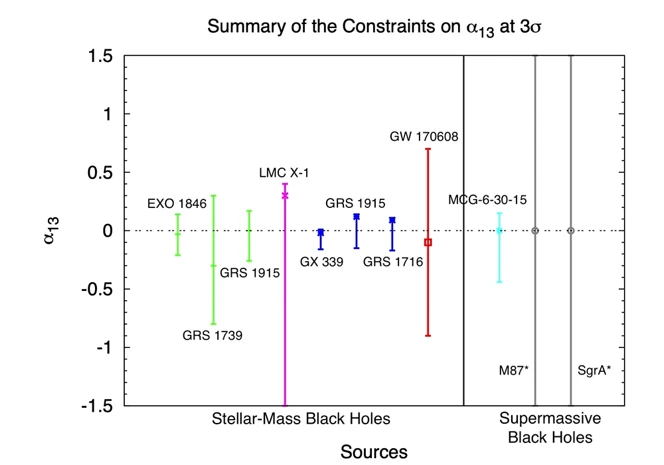 Summary of the Constraints on α13 at 3σ
1.5
1
0.5
0
-0.5
-1
-1.5
α13
EXO 1846
GRS 1739
GRS 1915
LMC X-1
GX 339
GRS 1915
GRS 1716
GW 170608
MCG-6-30-15
M87*
SgrA*
Stellar-Mass Black Holes
Supermassive
Black Holes
Sources